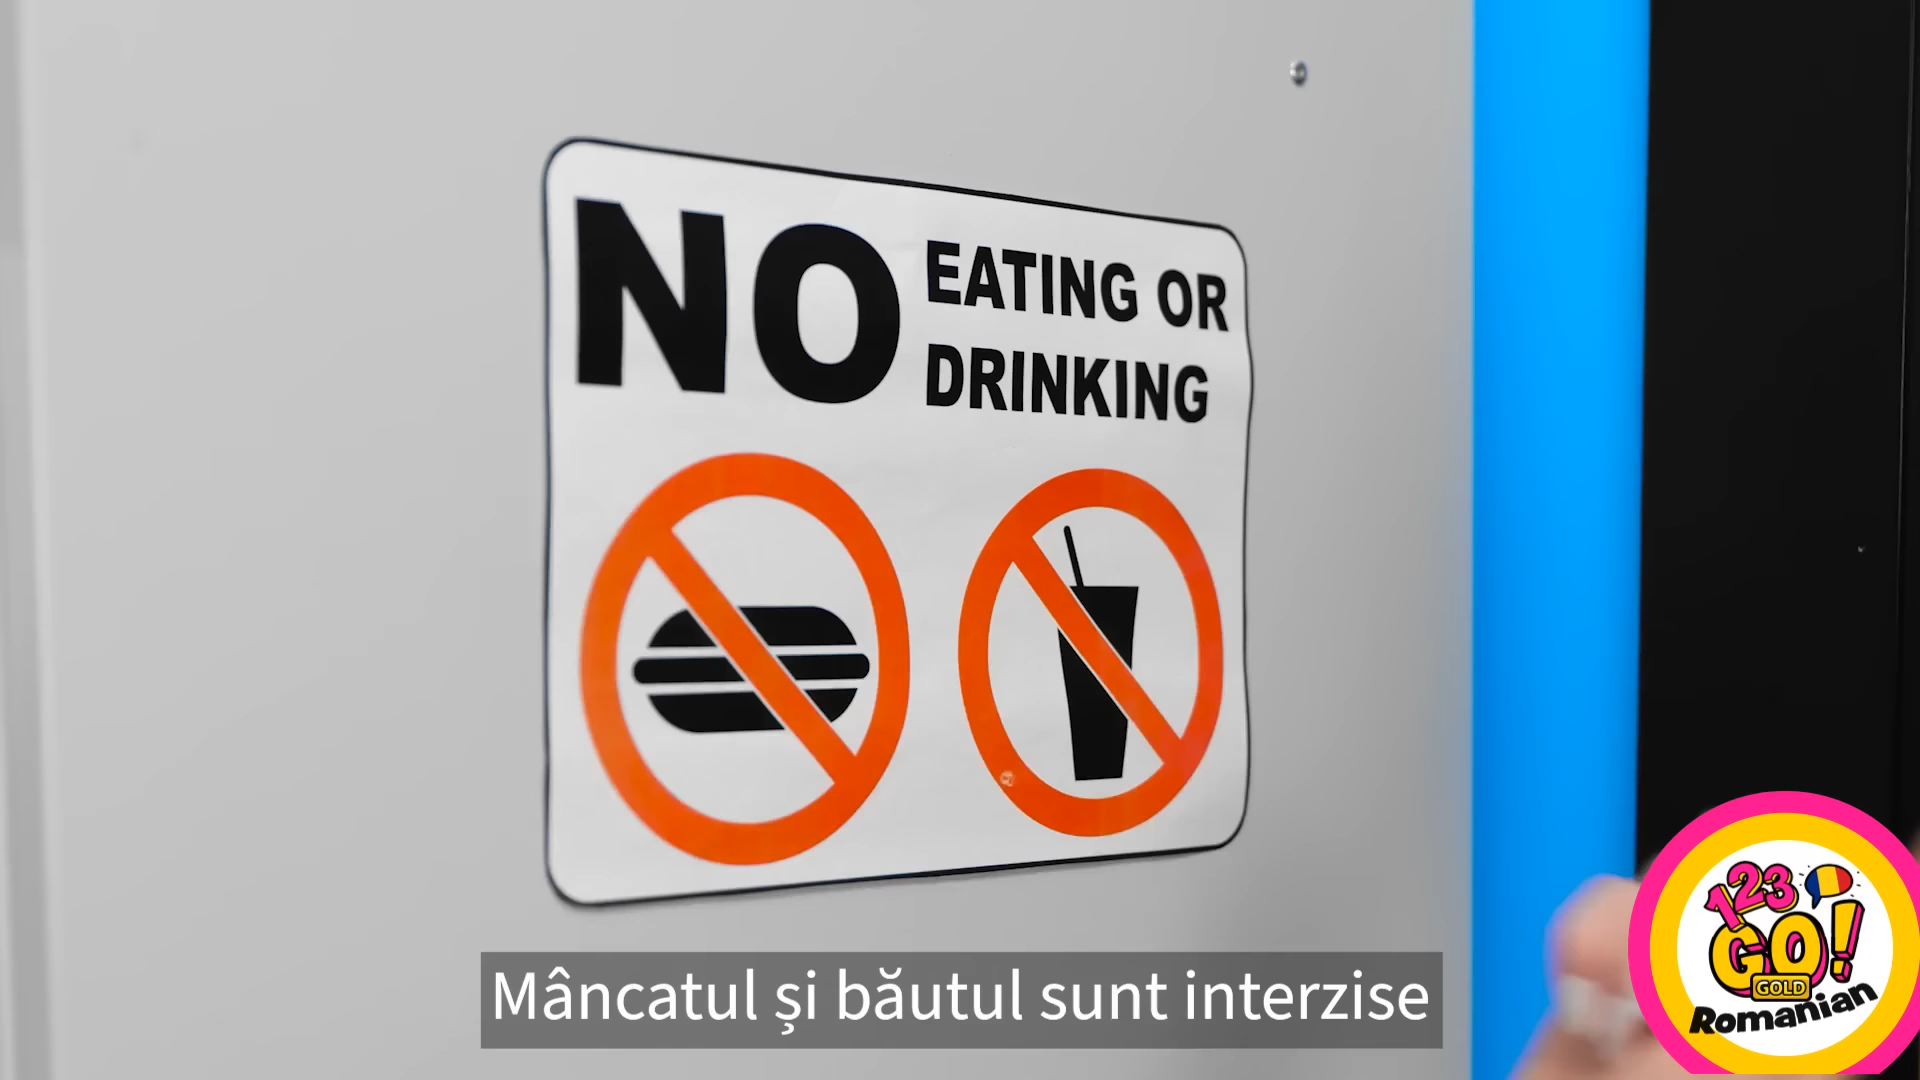 NO EATING OR
DRINKING
Mâncatul și băutul sunt interzise
123
GO!
GOLD
Romanian